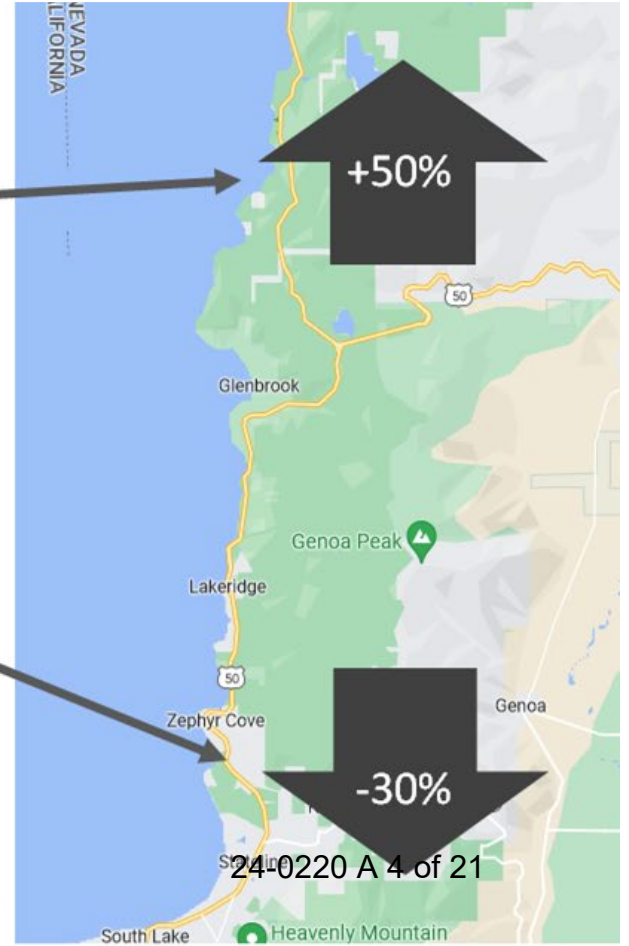 NEVADA
CALIFORNIA
+50%
50
Glenbrook
Genoa Peak
Lakeridge
50
Zephyr Cove
Genoa
-30%
Stateline
24-0220 A 4 of 21
South Lake
Heavenly Mountain